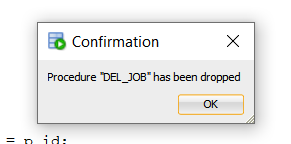 Confirmation
Procedure "DEL_JOB" has been dropped
OK
= p_id;